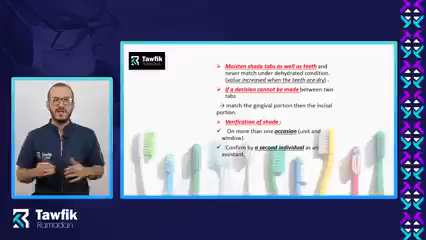 Tawfik
Ramadan
Moisten shade tabs as well as teeth and
never match under dehydrated condition.
(value increased when the teeth are dry) .
If a decision cannot be made between two
tabs
→ match the gingival portion then the incisal
portion.
Verification of shade :
On more than one occasion (unit and
window).
Confirm by a second individual as an
assistant.
Tawfik
Ramadan